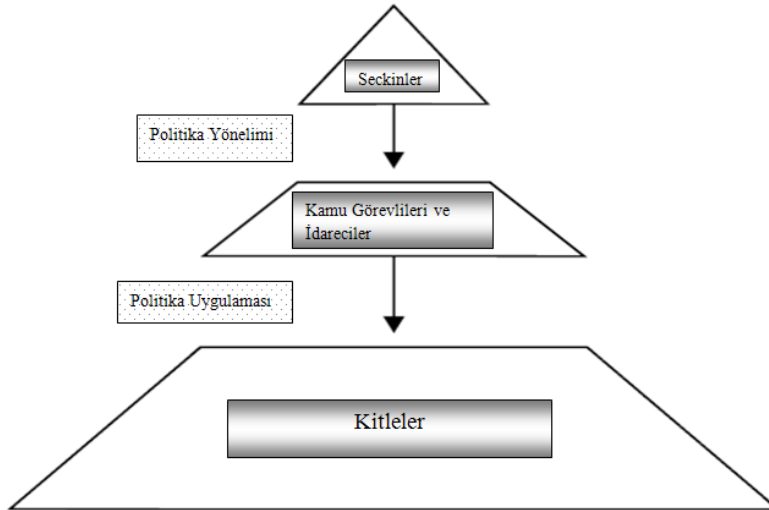 Seckinler
Politika Yönelimi
Kamu Görevlileri ve
İdareciler
Politika Uygulaması
Kitleler